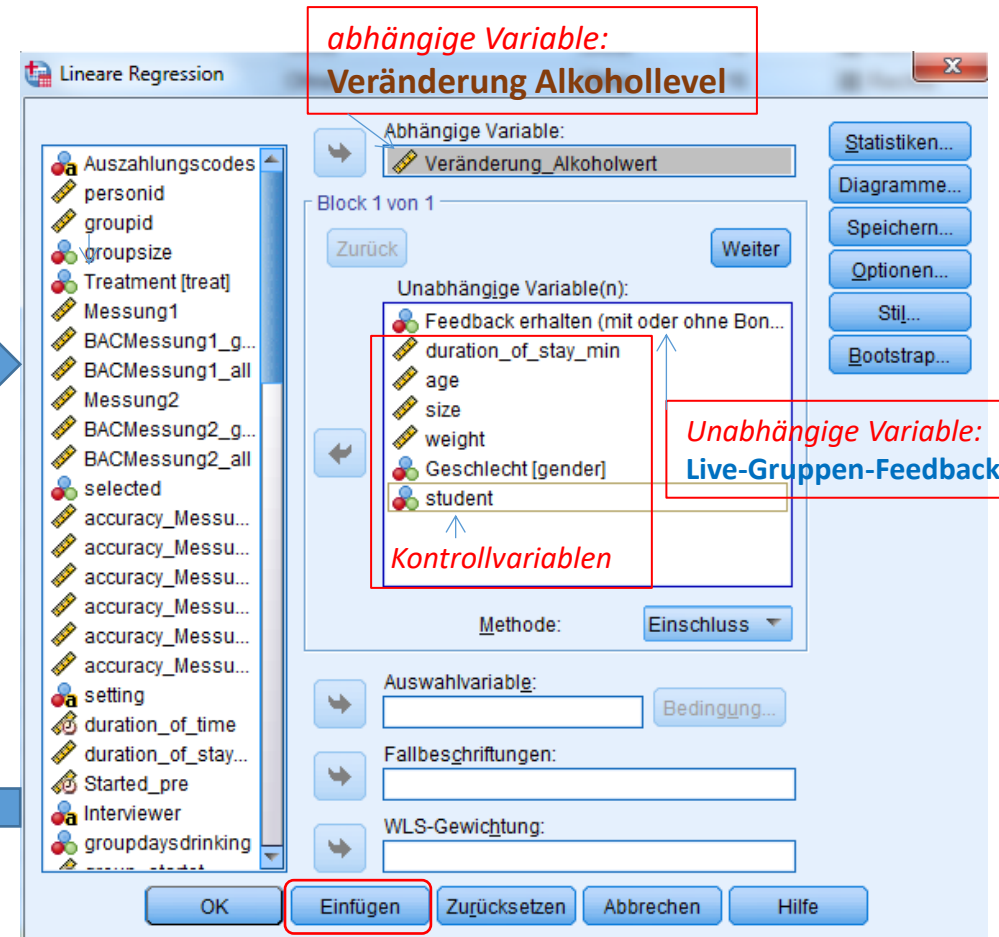 abhängige Variable:
Veränderung Alkohollevel
Lineare Regression
Auszahlungscodes
personid
groupid
groupsize
Treatment [treat]
Messung1
BACMessung1_g...
BACMessung1_all
Messung2
BACMessung2_g...
BACMessung2_all
selected
accuracy_Messu...
accuracy_Messu...
accuracy_Messu...
accuracy_Messu...
accuracy_Messu...
accuracy_Messu...
setting
duration_of_time
duration_of_stay...
Started_pre
Interviewer
groupdaysdrinking
Abhängige Variable:
Veränderung_Alkoholwert
Block 1 von 1
Zurück
Weiter
Unabhängige Variable(n):
Feedback erhalten (mit oder ohne Bon...
duration_of_stay_min
age
size
weight
Geschlecht [gender]
student
Kontrollvariablen
Unabhängige Variable:
Live-Gruppen-Feedback
Methode:
Einschluss
Auswahlvariable:
Bedingung...
Fallbeschriftungen:
WLS-Gewichtung:
Statistiken...
Diagramme...
Speichern...
Optionen...
Stil...
Bootstrap...
OK
Einfügen
Zurücksetzen
Abbrechen
Hilfe